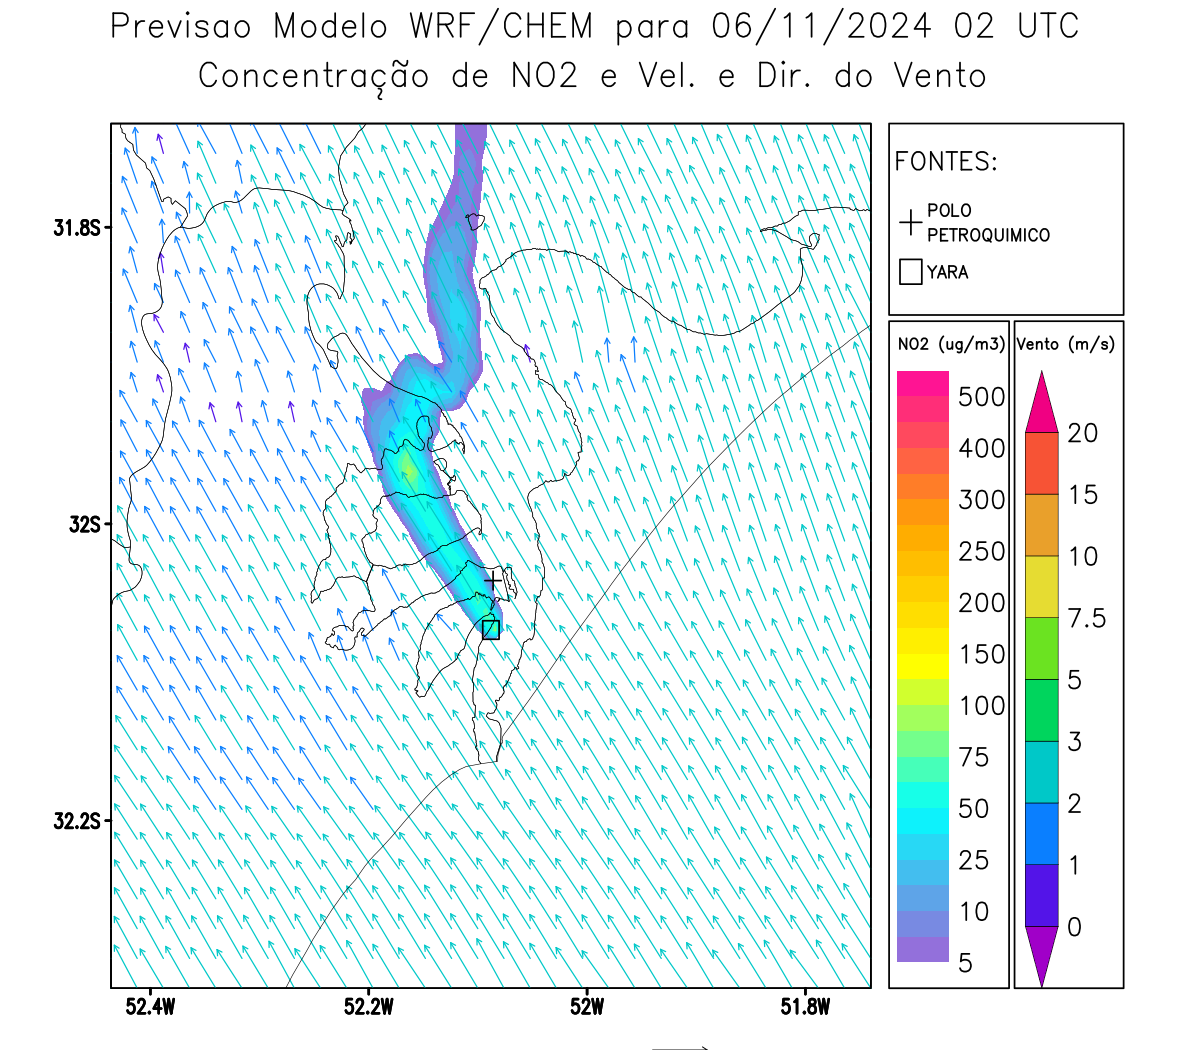 Previsao Modelo WRF/CHEM para 06/11/2024 02 UTC
Concentração de NO2 e Vel. e Dir. do Vento
FONTES:
POLO
PETROQUIMICO
YARA
NO2 (ug/m3)
500
400
300
250
200
150
100
75
50
25
10
5
Vento (m/s)
20
15
10
7.5
5
3
2
1
0
31.8S
32S
32.2S
52.4W
52.2W
52W
51.8W